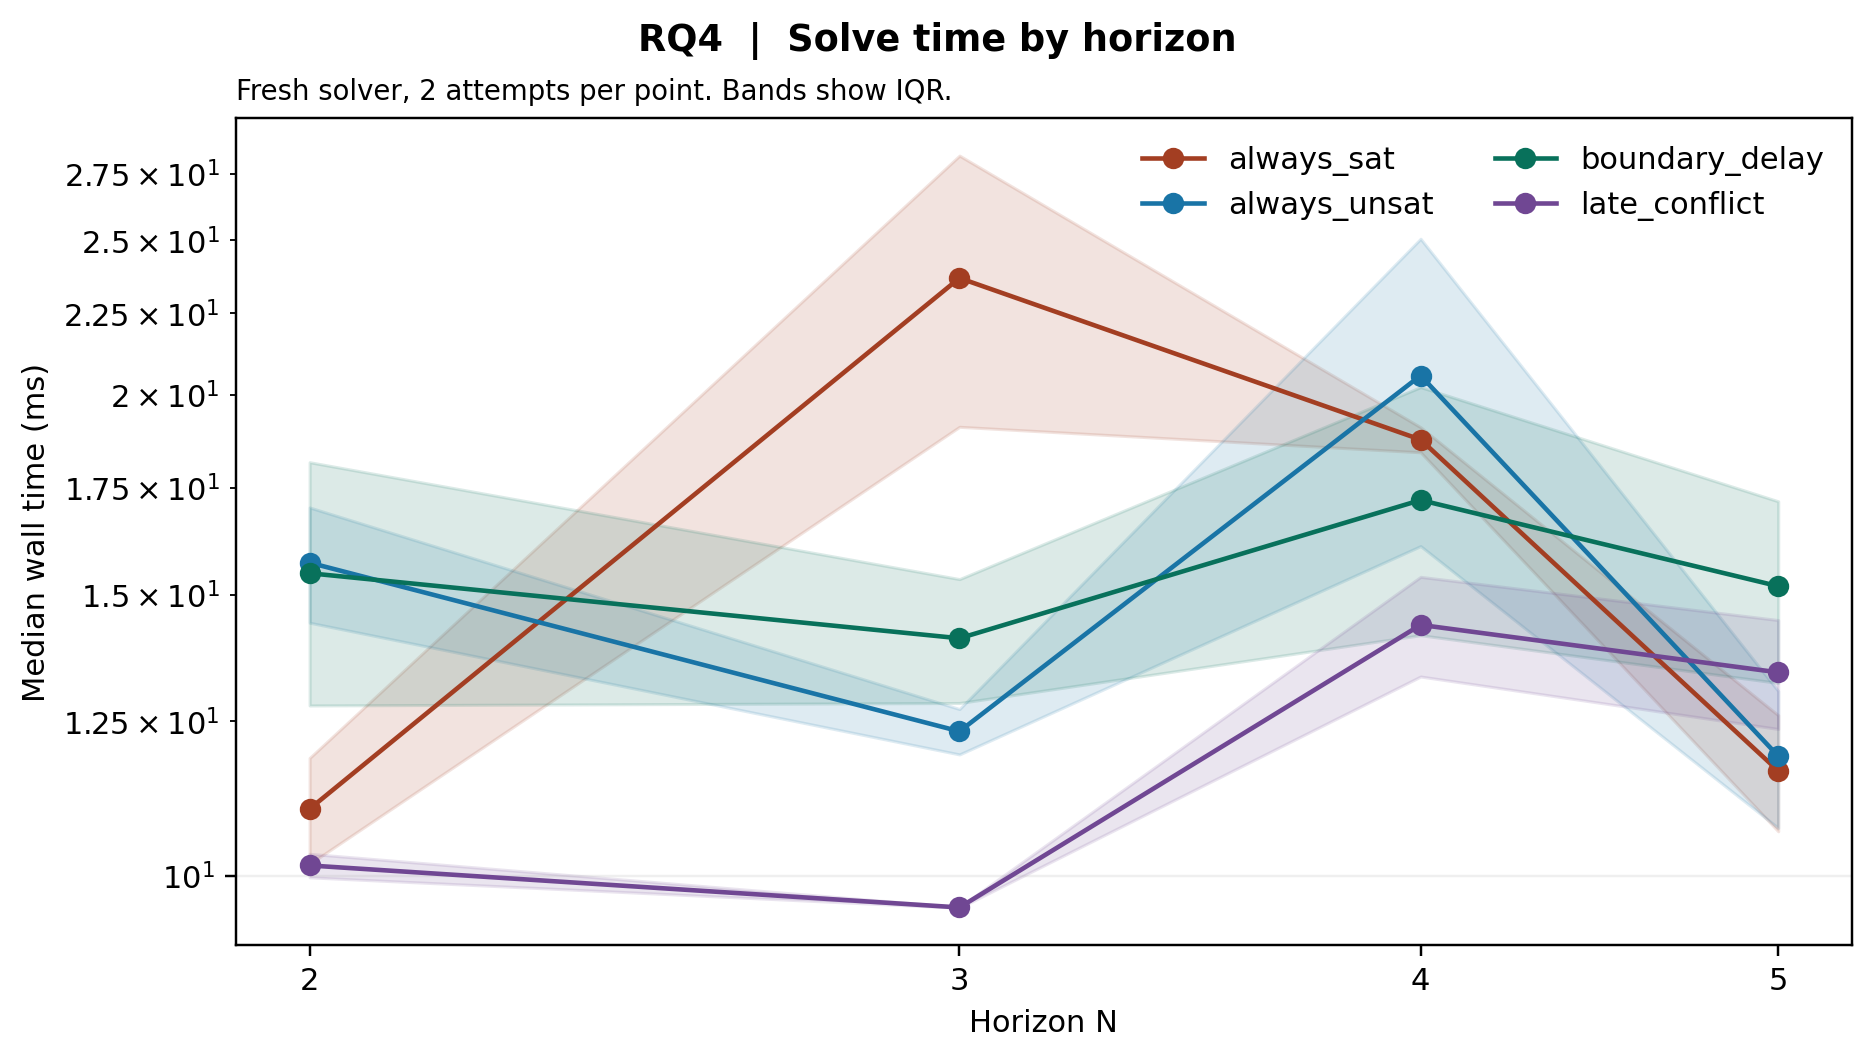 RQ4 | Solve time by horizon
Fresh solver, 2 attempts per point. Bands show IQR.
always_sat
always_unsat
boundary_delay
late_conflict
2.75 × 10¹
2.5 × 10¹
2.25 × 10¹
2 × 10¹
1.75 × 10¹
1.5 × 10¹
1.25 × 10¹
10¹
Median wall time (ms)
2 3 4 5
Horizon N